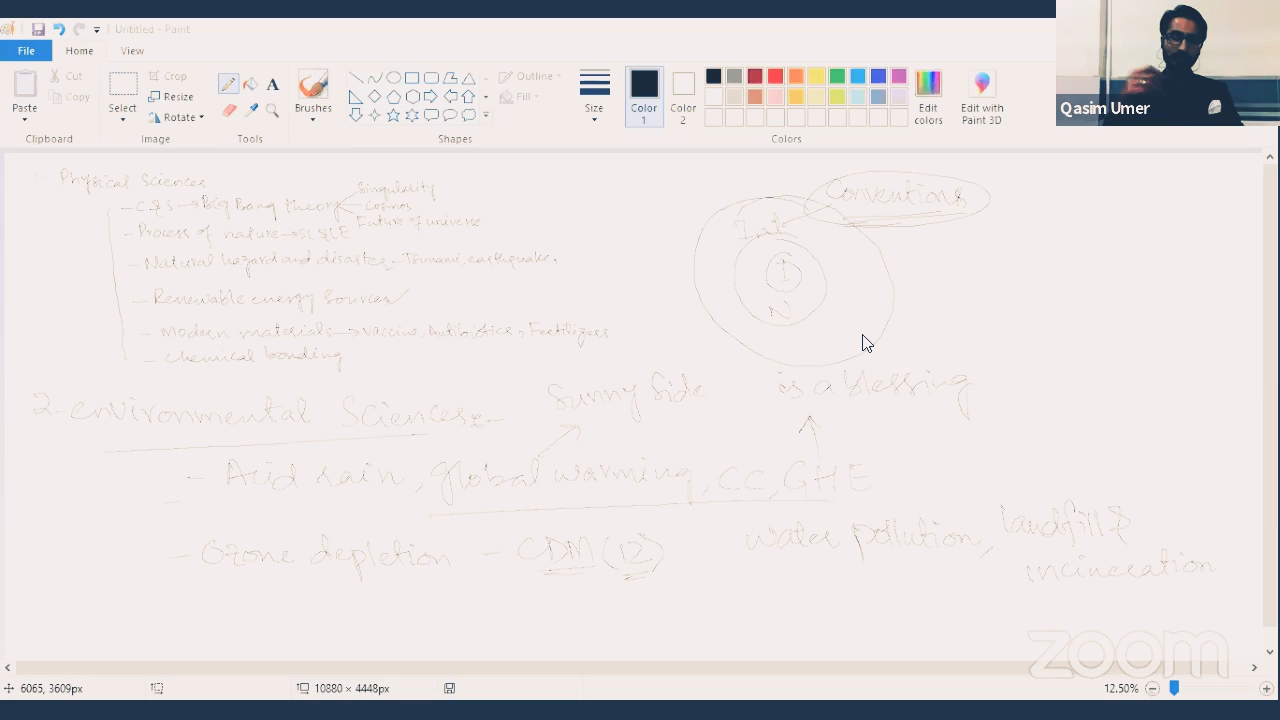 Untitled - Paint
File Home View
Paste Cut Copy Clipboard
Select Crop Resize Rotate Image
Tools
Brushes
Shapes
Outline Fill
Size
Color 1 Color 2
Edit colors
Edit with Paint 3D
Colors
Qasim Umer
Physical Sciences
Singularity
- C&S → Big Bang theory Cosmos
Future of universe
- Process of nature → SLQLE
- Natural hazard and disaster - Tsunami, earthquake,
- Renewable energy sources
- Modern materials → vaccine, Antibiotics, Fertilizers
- chemical bonding
Conventions
Int
I
N
2- environmental Sciences:-
Sunny Side is a blessing
- Acid rain, global warming, CC, GHE
- Ozone depletion - CDM (12) water pollution, landfill &
incineration
zoom
6065, 3609px 10880 × 4448px 12.50%